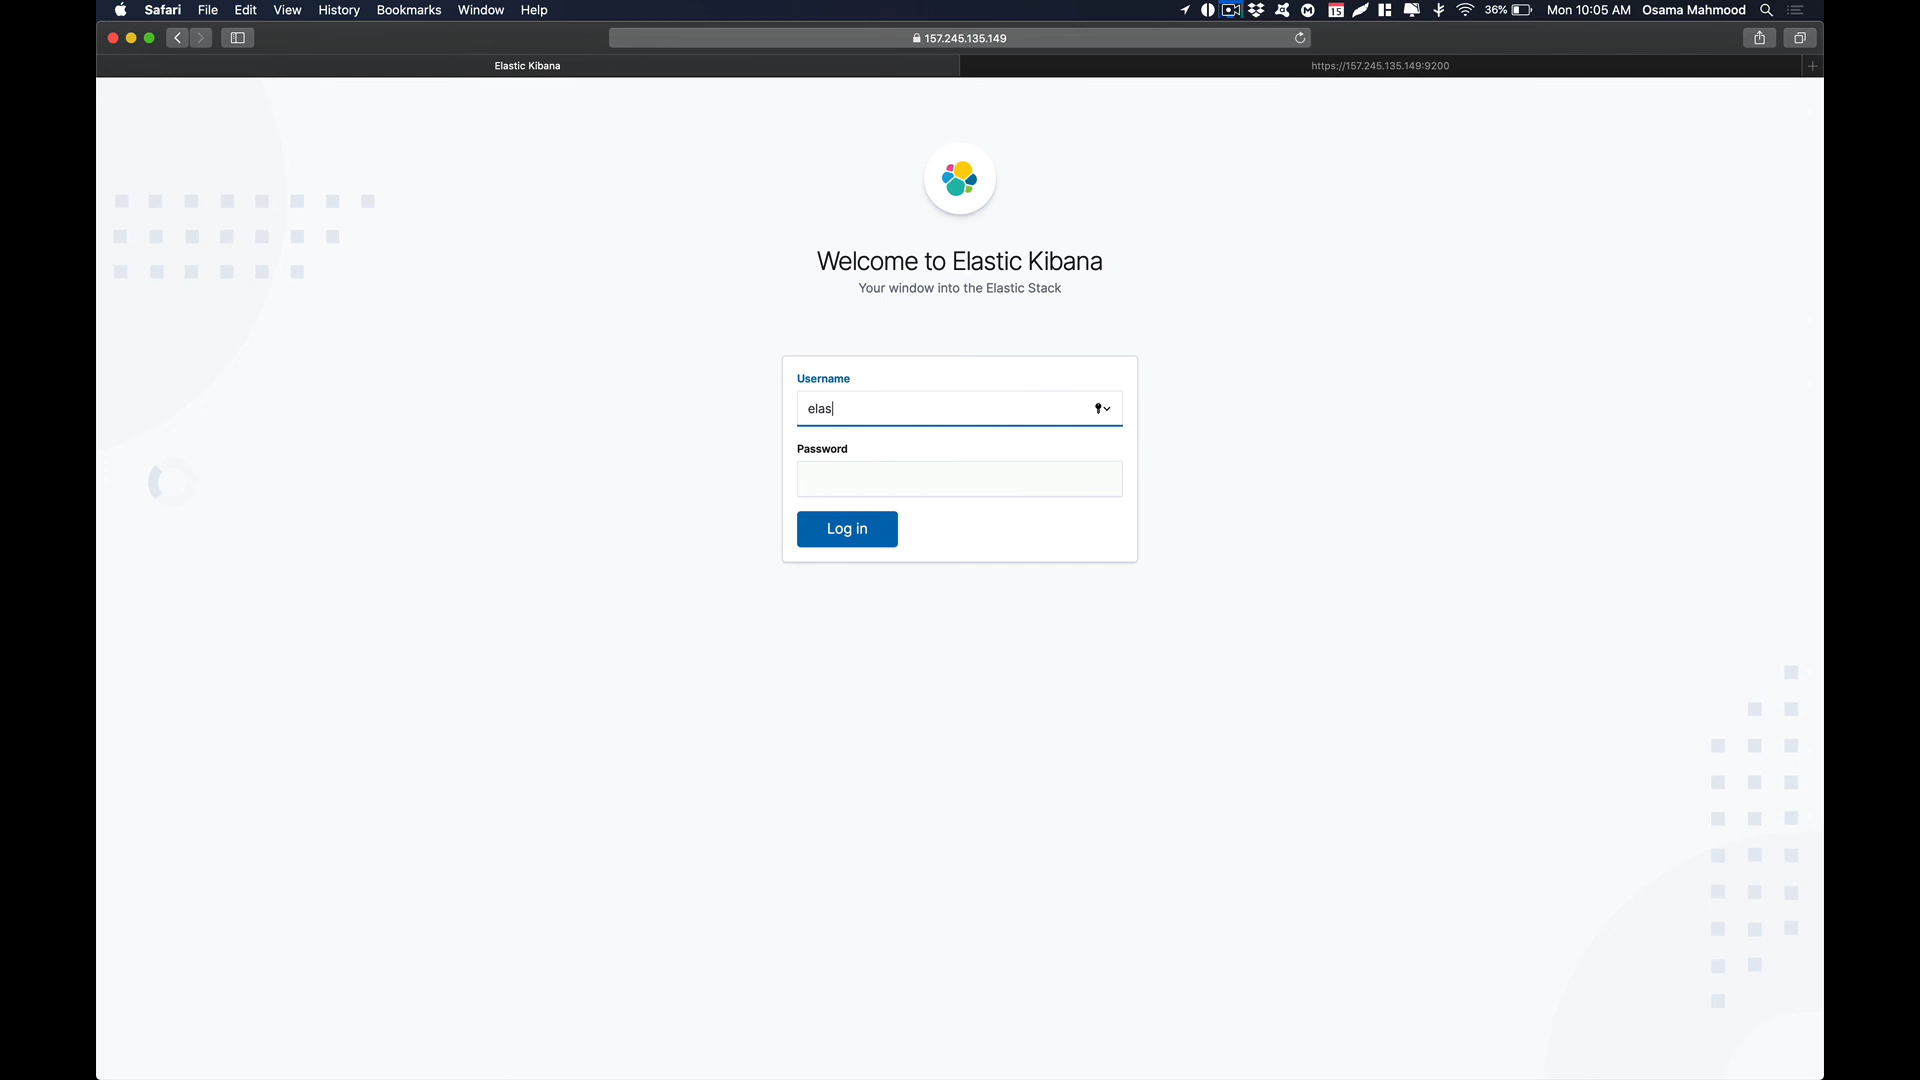 Safari File Edit View History Bookmarks Window Help 15 36% Mon 10:05 AM Osama Mahmood
157.245.135.149
Elastic Kibana https://157.245.135.149:9200
Welcome to Elastic Kibana
Your window into the Elastic Stack
Username
elas
Password
Log in